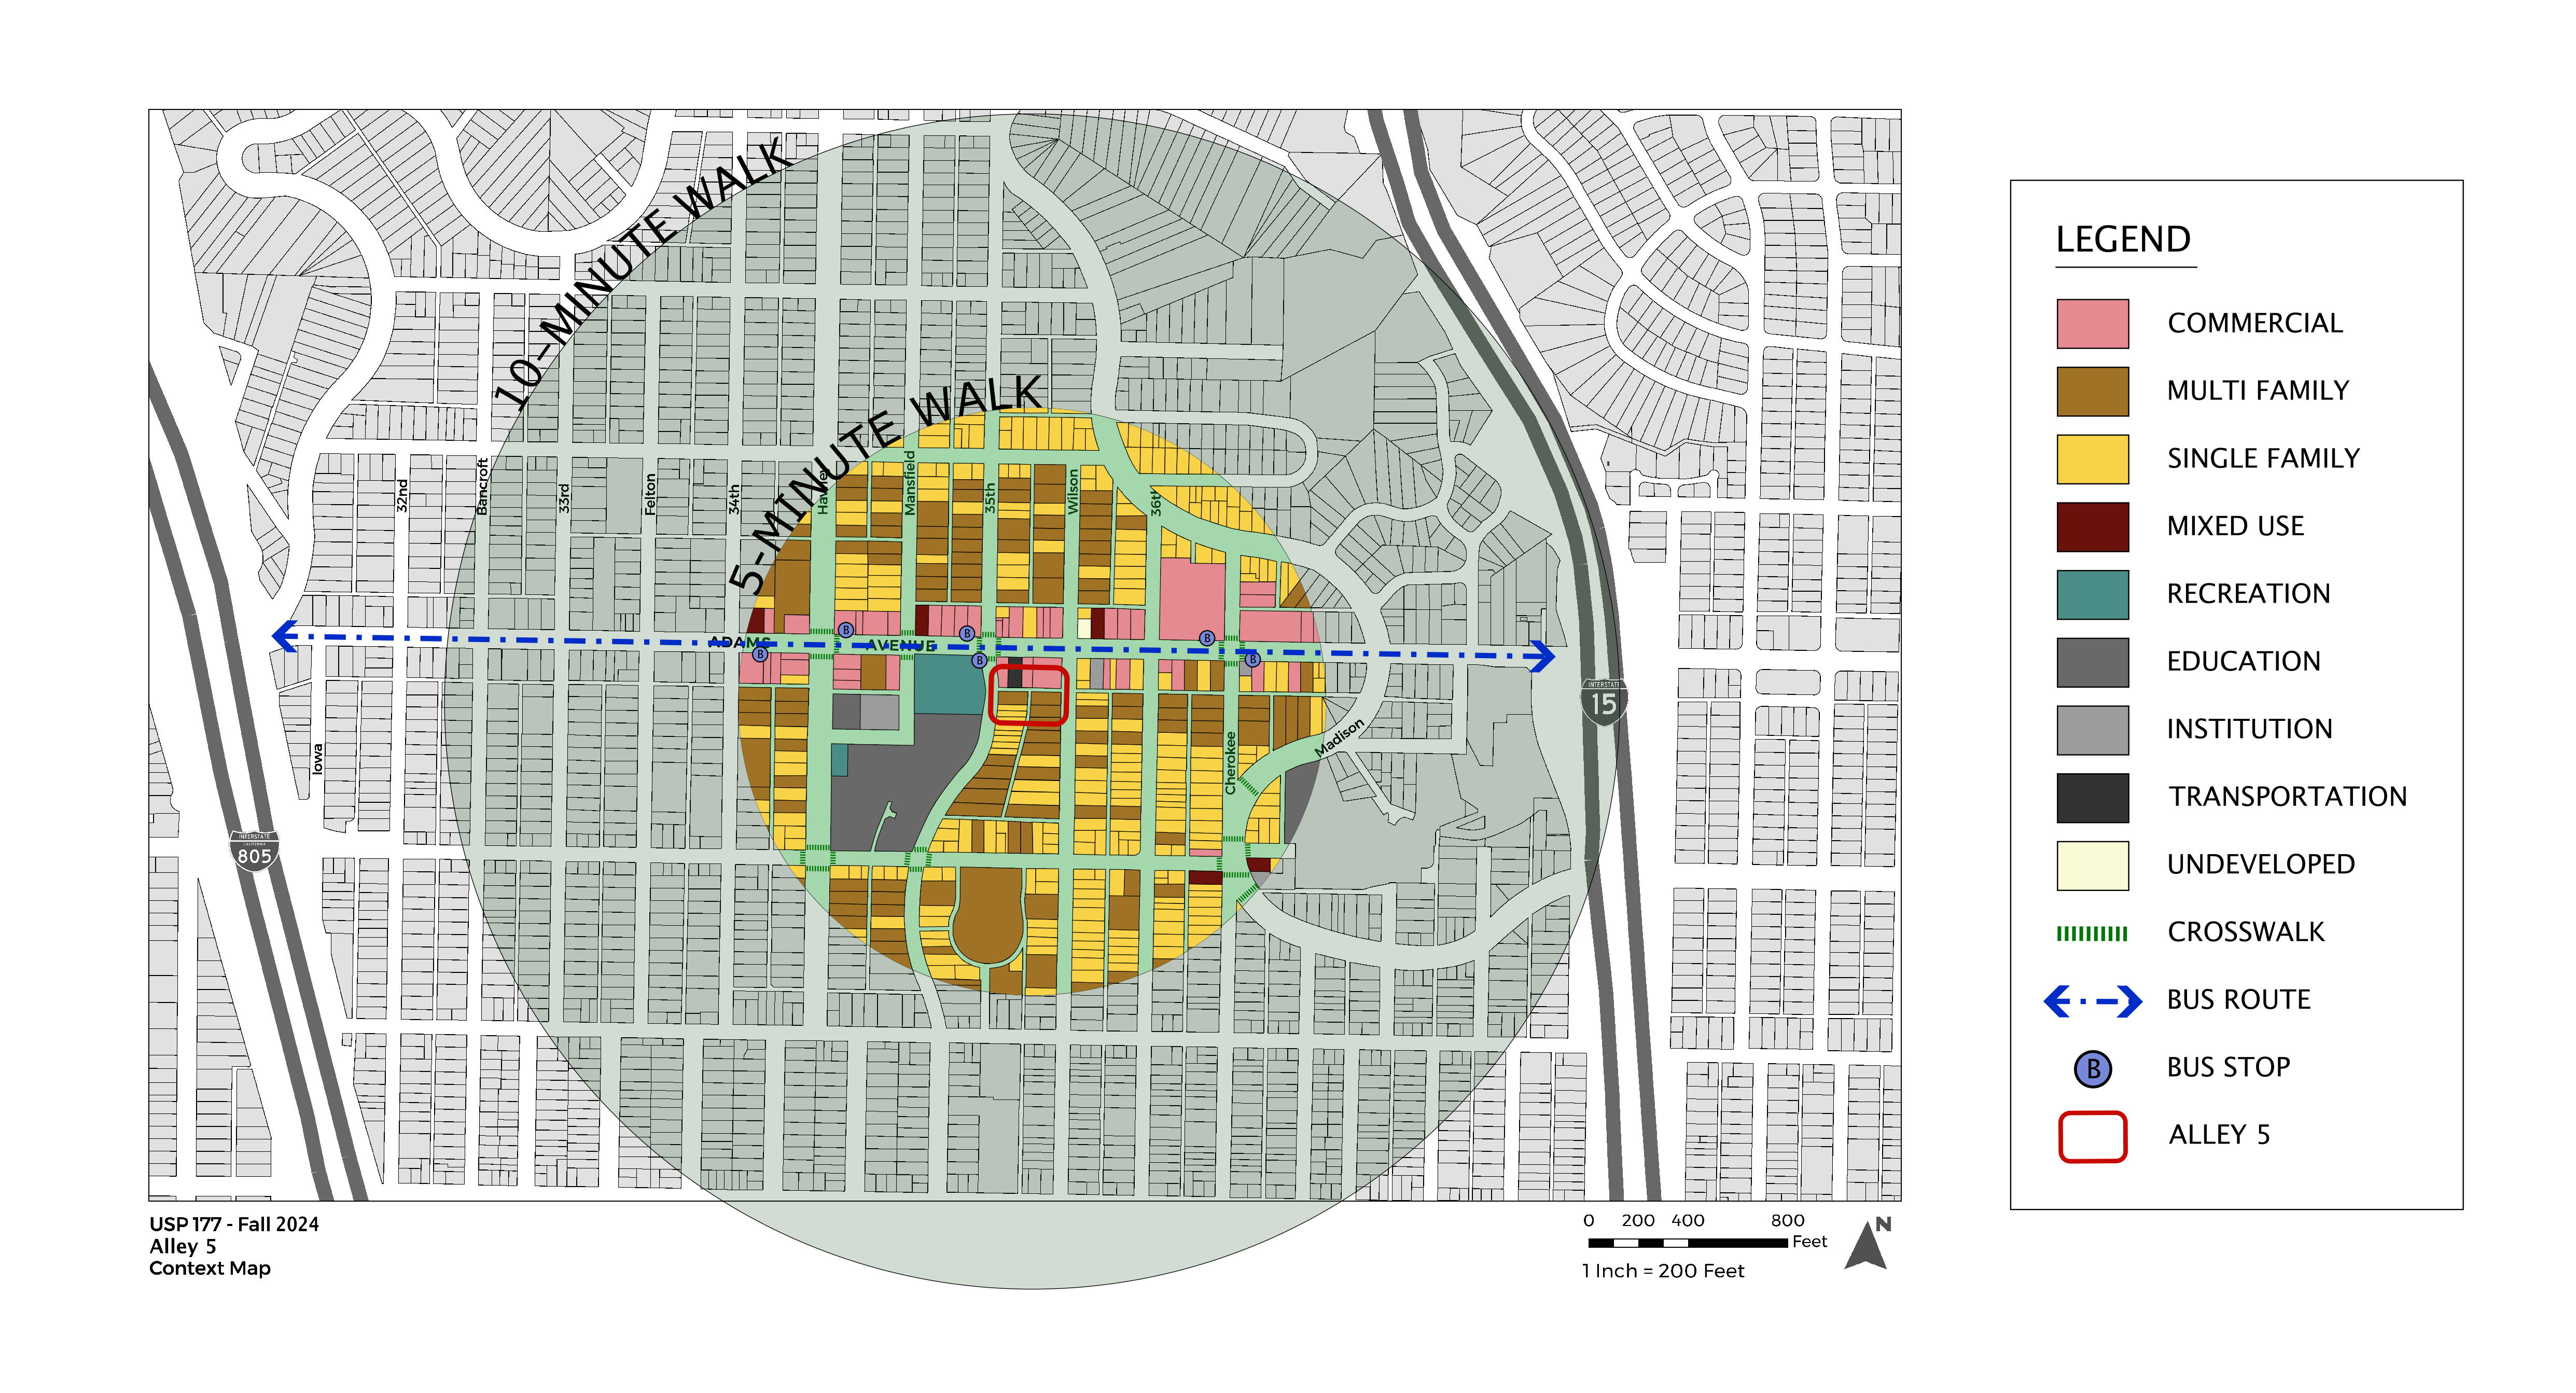 10-MINUTE WALK
5-MINUTE WALK
32nd
Bancroft
33rd
Felton
34th
Mansfield
35th
Wilson
36th
ADAMS AVENUE
B
B
B
B
B
B
Iowa
Cherokee
Madison
INTERSTATE
15
INTERSTATE
CALIFORNIA
805
LEGEND
COMMERCIAL
MULTI FAMILY
SINGLE FAMILY
MIXED USE
RECREATION
EDUCATION
INSTITUTION
TRANSPORTATION
UNDEVELOPED
CROSSWALK
BUS ROUTE
B BUS STOP
ALLEY 5
USP 177 - Fall 2024
Alley 5
Context Map
0 200 400 800
Feet
1 Inch = 200 Feet
N